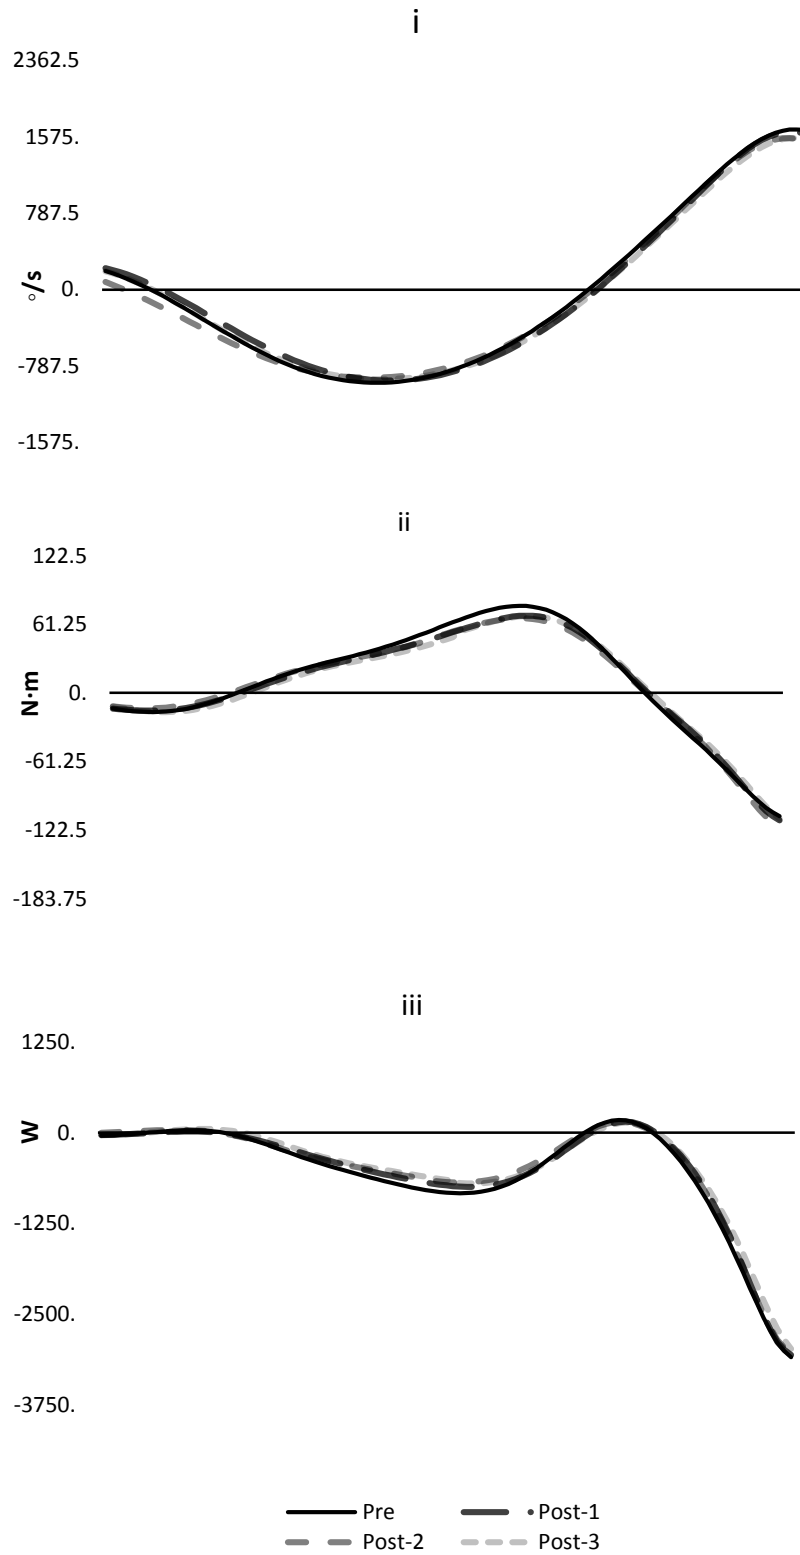 i
2362.5
1575.
787.5
0.
-787.5
-1575.
°/s
ii
122.5
61.25
0.
-61.25
-122.5
-183.75
N·m
iii
1250.
0.
-1250.
-2500.
-3750.
W
Pre
Post-1
Post-2
Post-3